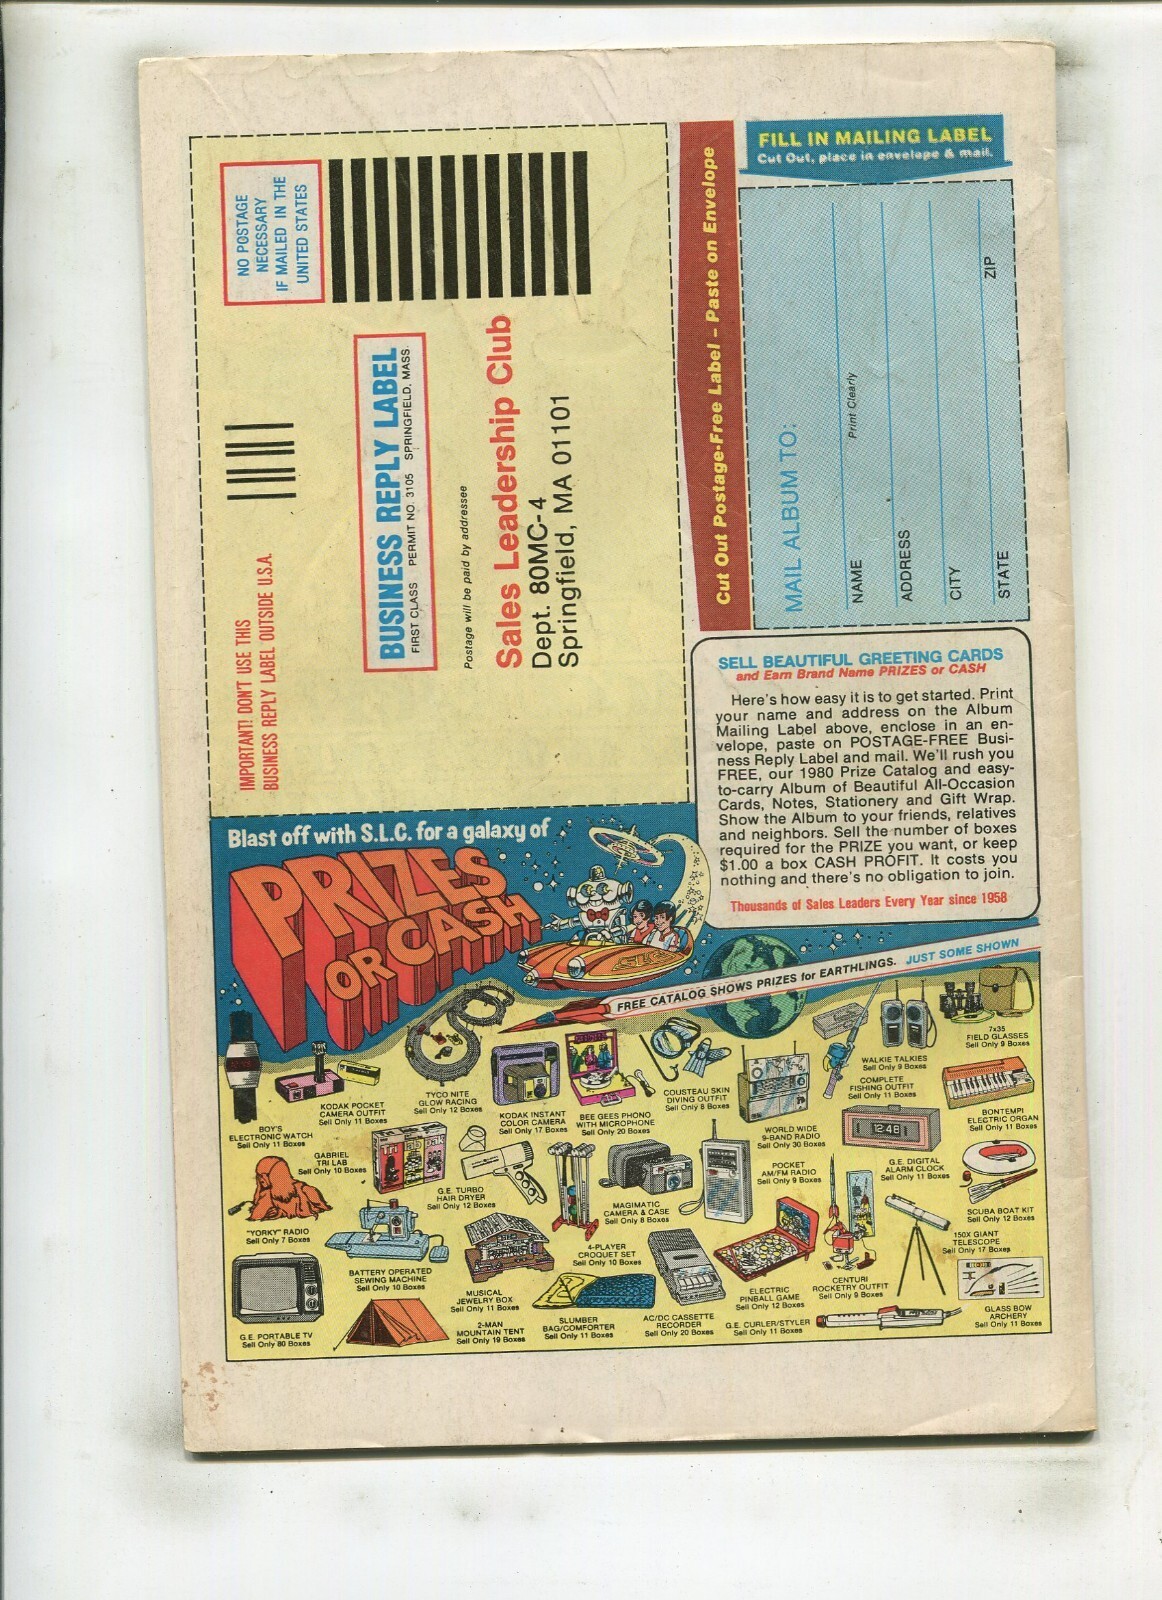 NO POSTAGE
NECESSARY
IF MAILED IN THE
UNITED STATES
IMPORTANT! DON'T USE THIS
BUSINESS REPLY LABEL OUTSIDE U.S.A.
BUSINESS REPLY LABEL
FIRST CLASS PERMIT NO. 3105 SPRINGFIELD, MASS.
Postage will be paid by addressee
Sales Leadership Club
Dept. 80MC-4
Springfield, MA 01101
Cut Out Postage-Free Label – Paste on Envelope
FILL IN MAILING LABEL
Cut Out, place in envelope & mail.
MAIL ALBUM TO:
Print Clearly
NAME
ADDRESS
CITY
STATE ZIP
SELL BEAUTIFUL GREETING CARDS
and Earn Brand Name PRIZES or CASH
Here's how easy it is to get started. Print
your name and address on the Album
Mailing Label above, enclose in an en-
velope, paste on POSTAGE-FREE Busi-
ness Reply Label and mail. We'll rush you
FREE, our 1980 Prize Catalog and easy-
to-carry Album of Beautiful All-Occasion
Cards, Notes, Stationery and Gift Wrap.
Show the Album to your friends, relatives
and neighbors. Sell the number of boxes
required for the PRIZE you want, or keep
$1.00 a box CASH PROFIT. It costs you
nothing and there's no obligation to join.
Thousands of Sales Leaders Every Year since 1958
Blast off with S.L.C. for a galaxy of
PRIZES
OR CASH
SLC
FREE CATALOG SHOWS PRIZES for EARTHLINGS. JUST SOME SHOWN
BOY'S
ELECTRONIC WATCH
Sell Only 11 Boxes
KODAK POCKET
CAMERA OUTFIT
Sell Only 11 Boxes
TYCO NITE
GLOW RACING
Sell Only 12 Boxes
KODAK INSTANT
COLOR CAMERA
Sell Only 17 Boxes
BEE GEES PHONO
WITH MICROPHONE
Sell Only 20 Boxes
COUSTEAU SKIN
DIVING OUTFIT
Sell Only 8 Boxes
WORLD WIDE
9-BAND RADIO
Sell Only 30 Boxes
WALKIE TALKIES
Sell Only 9 Boxes
COMPLETE
FISHING OUTFIT
Sell Only 11 Boxes
7x35
FIELD GLASSES
Sell Only 9 Boxes
BONTEMPI
ELECTRIC ORGAN
Sell Only 11 Boxes
12:48
G.E. DIGITAL
ALARM CLOCK
Sell Only 11 Boxes
GABRIEL
TRI LAB
Sell Only 10 Boxes
Tri lab pak
G.E. TURBO
HAIR DRYER
Sell Only 12 Boxes
MAGIMATIC
CAMERA & CASE
Sell Only 8 Boxes
POCKET
AM/FM RADIO
Sell Only 9 Boxes
SCUBA BOAT KIT
Sell Only 12 Boxes
"YORKY" RADIO
Sell Only 7 Boxes
BATTERY OPERATED
SEWING MACHINE
Sell Only 10 Boxes
MUSICAL
JEWELRY BOX
Sell Only 11 Boxes
4-PLAYER
CROQUET SET
Sell Only 10 Boxes
ELECTRIC
PINBALL GAME
Sell Only 12 Boxes
CENTURI
ROCKETRY OUTFIT
Sell Only 9 Boxes
150X GIANT
TELESCOPE
Sell Only 17 Boxes
G.E. PORTABLE TV
Sell Only 80 Boxes
2-MAN
MOUNTAIN TENT
Sell Only 19 Boxes
SLUMBER
BAG/COMFORTER
Sell Only 11 Boxes
AC/DC CASSETTE
RECORDER
Sell Only 20 Boxes
G.E. CURLER/STYLER
Sell Only 11 Boxes
GLASS BOW
ARCHERY
Sell Only 11 Boxes